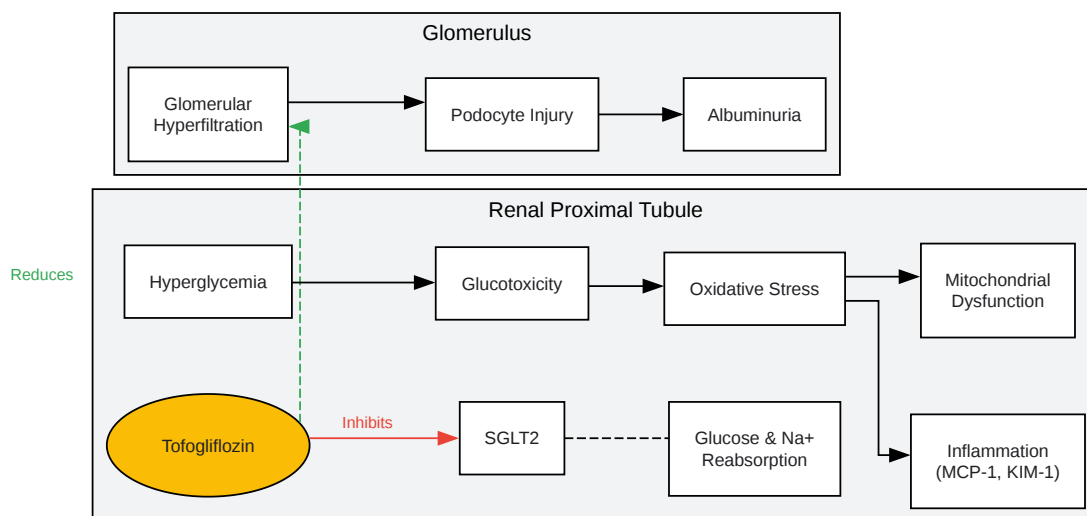 Glomerulus
Glomerular
Hyperfiltration
Podocyte Injury
Albuminuria
Renal Proximal Tubule
Reduces
Hyperglycemia
Glucotoxicity
Oxidative Stress
Mitochondrial
Dysfunction
Tofogliflozin
Inhibits
SGLT2
Glucose & Na+
Reabsorption
Inflammation
(MCP-1, KIM-1)